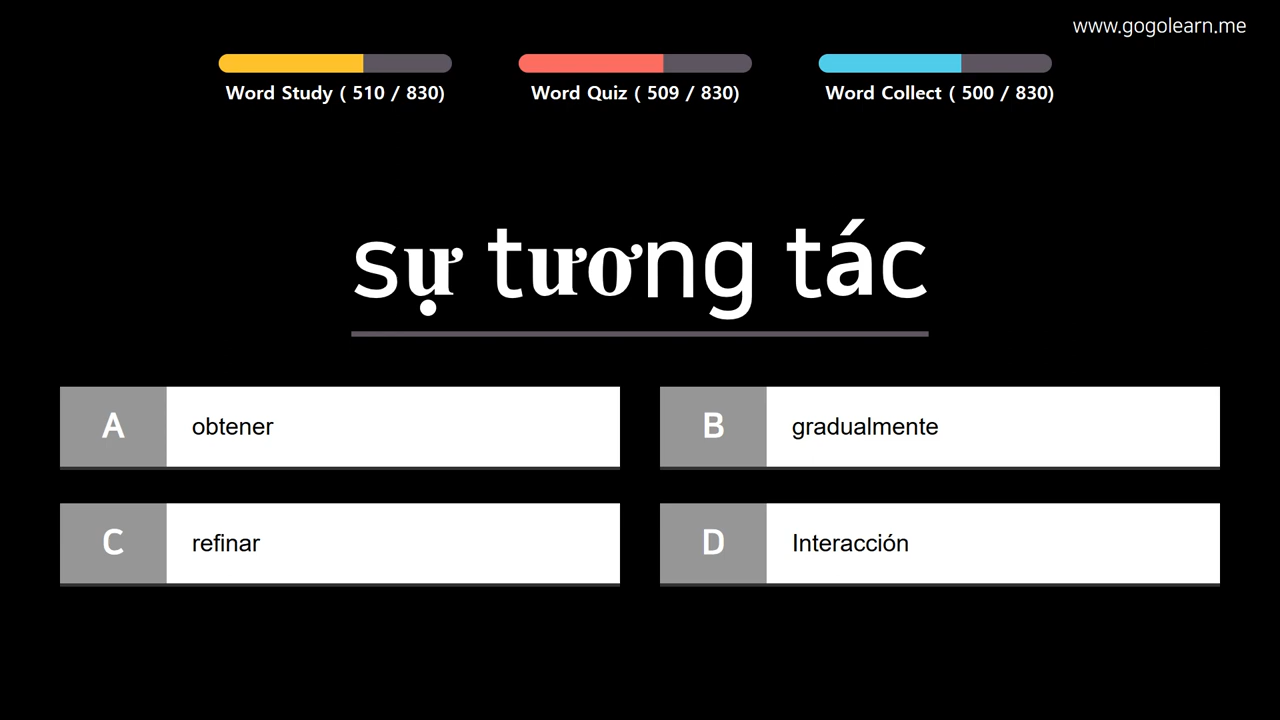 www.gogolearn.me
Word Study ( 510 / 830)
Word Quiz ( 509 / 830)
Word Collect ( 500 / 830)
sự tương tác
A obtener
B gradualmente
C refinar
D Interacción